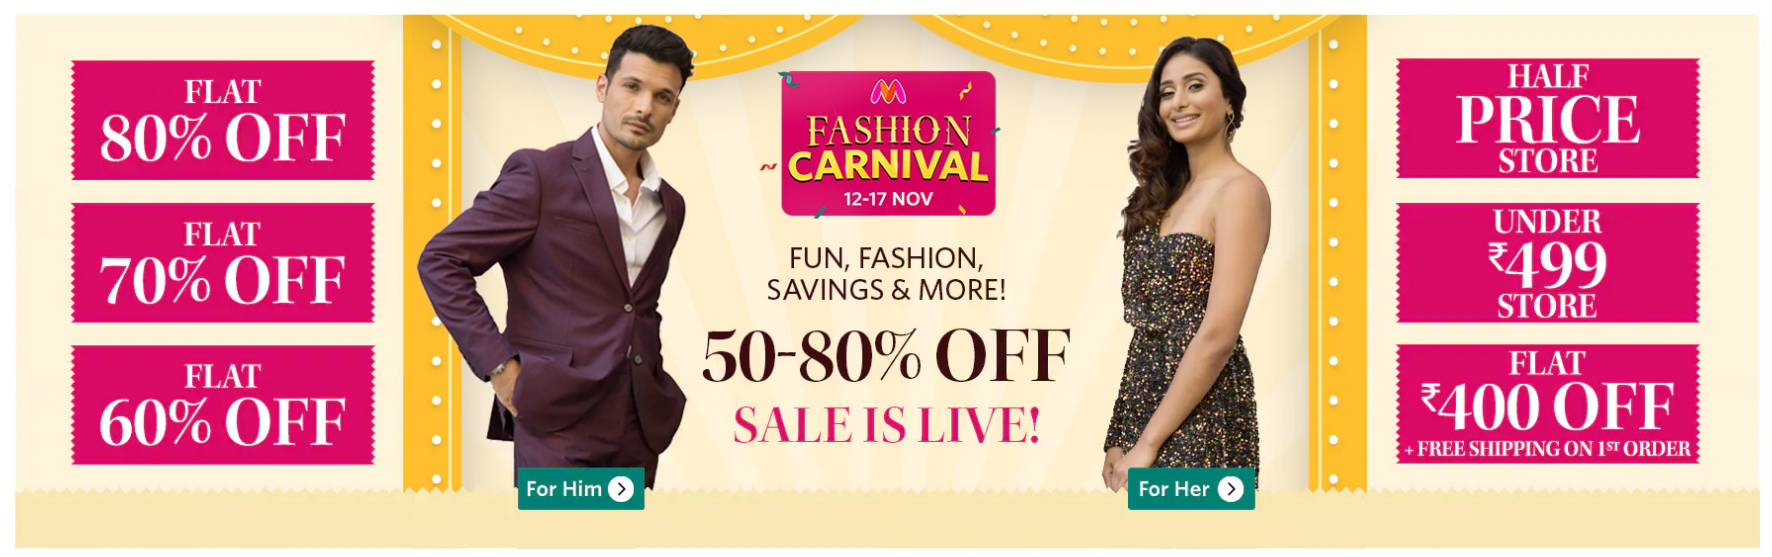 FLAT
80% OFF
FLAT
70% OFF
FLAT
60% OFF
FASHION
CARNIVAL
12-17 NOV
FUN, FASHION,
SAVINGS & MORE!
50-80% OFF
SALE IS LIVE!
For Him
For Her
HALF
PRICE
STORE
UNDER
₹499
STORE
FLAT
₹400 OFF
+ FREE SHIPPING ON 1ST ORDER